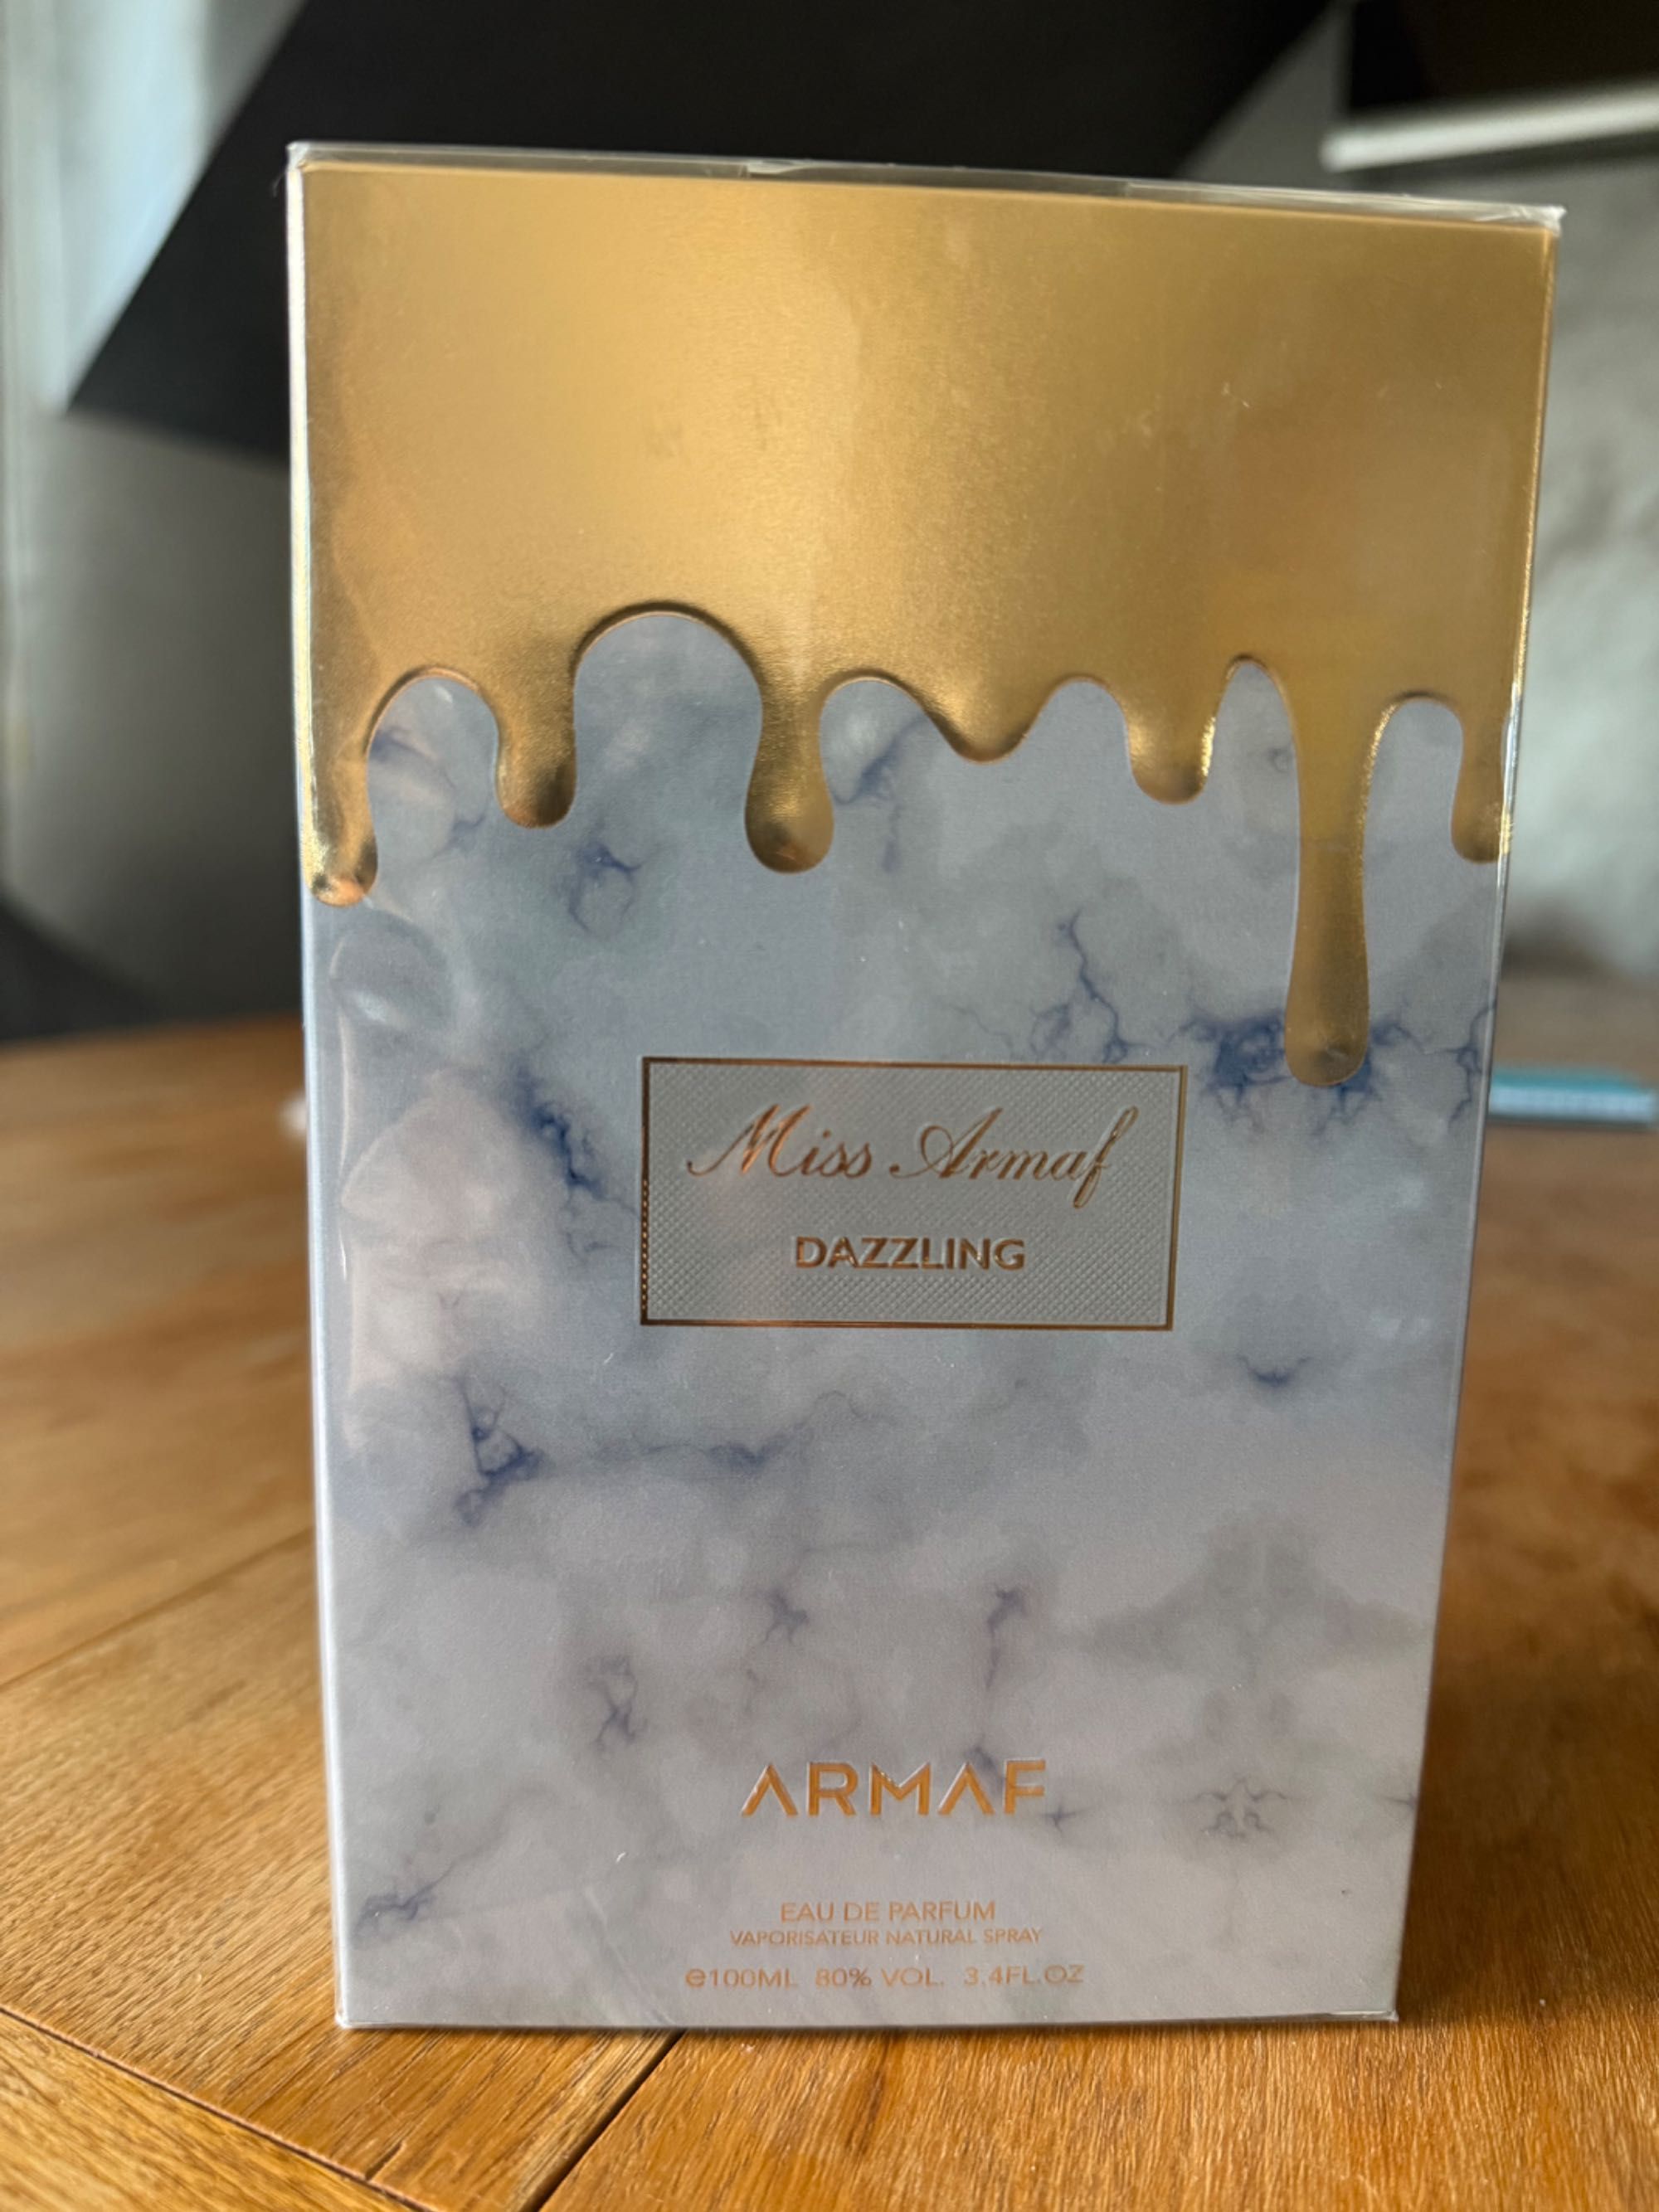 Miss Armaf
DAZZLING
ARMAF
EAU DE PARFUM
VAPORISATEUR NATURAL SPRAY
℮100ML 80% VOL. 3.4FL.OZ